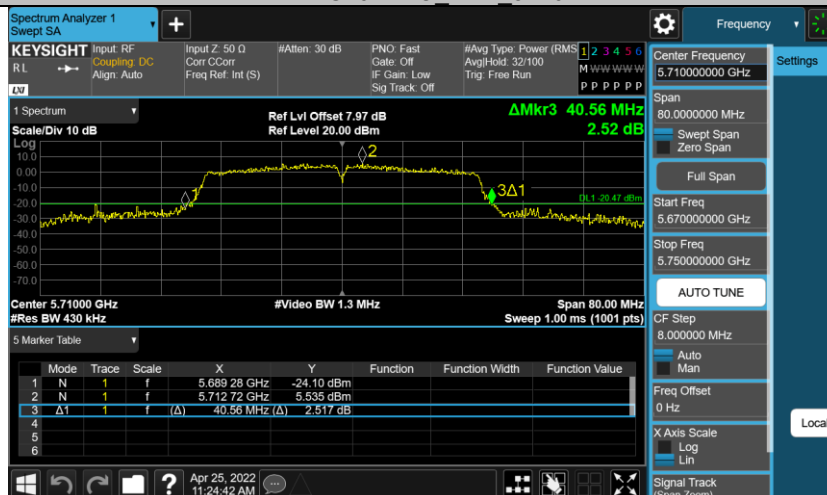 Spectrum Analyzer 1
Swept SA
Frequency
KEYSIGHT
RL
LXI
Input: RF
Coupling: DC
Align: Auto
Input Z: 50 Ω
Corr CCorr
Freq Ref: Int (S)
#Atten: 30 dB
PNO: Fast
Gate: Off
IF Gain: Low
Sig Track: Off
#Avg Type: Power (RMS
Avg|Hold: 32/100
Trig: Free Run
1 2 3 4 5 6
M W W W W W
P P P P P P
1 Spectrum
Scale/Div 10 dB
Ref Lvl Offset 7.97 dB
Ref Level 20.00 dBm
ΔMkr3 40.56 MHz
2.52 dB
Log
10.0
0.00
-10.0
-20.0
-30.0
-40.0
-50.0
-60.0
-70.0
1
2
3Δ1
DL1 -20.47 dBm
Center 5.71000 GHz
#Res BW 430 kHz
#Video BW 1.3 MHz
Span 80.00 MHz
Sweep 1.00 ms (1001 pts)
5 Marker Table
Mode Trace Scale X Y Function Function Width Function Value
1 N 1 f 5.689 28 GHz -24.10 dBm
2 N 1 f 5.712 72 GHz 5.535 dBm
3 Δ1 1 f (Δ) 40.56 MHz (Δ) 2.517 dB
4
5
6
Apr 25, 2022
11:24:42 AM
Center Frequency
5.710000000 GHz
Span
80.0000000 MHz
Swept Span
Zero Span
Full Span
Start Freq
5.670000000 GHz
Stop Freq
5.750000000 GHz
AUTO TUNE
CF Step
8.000000 MHz
Auto
Man
Freq Offset
0 Hz
X Axis Scale
Log
Lin
Signal Track
(Span Zoom)
Settings
Local